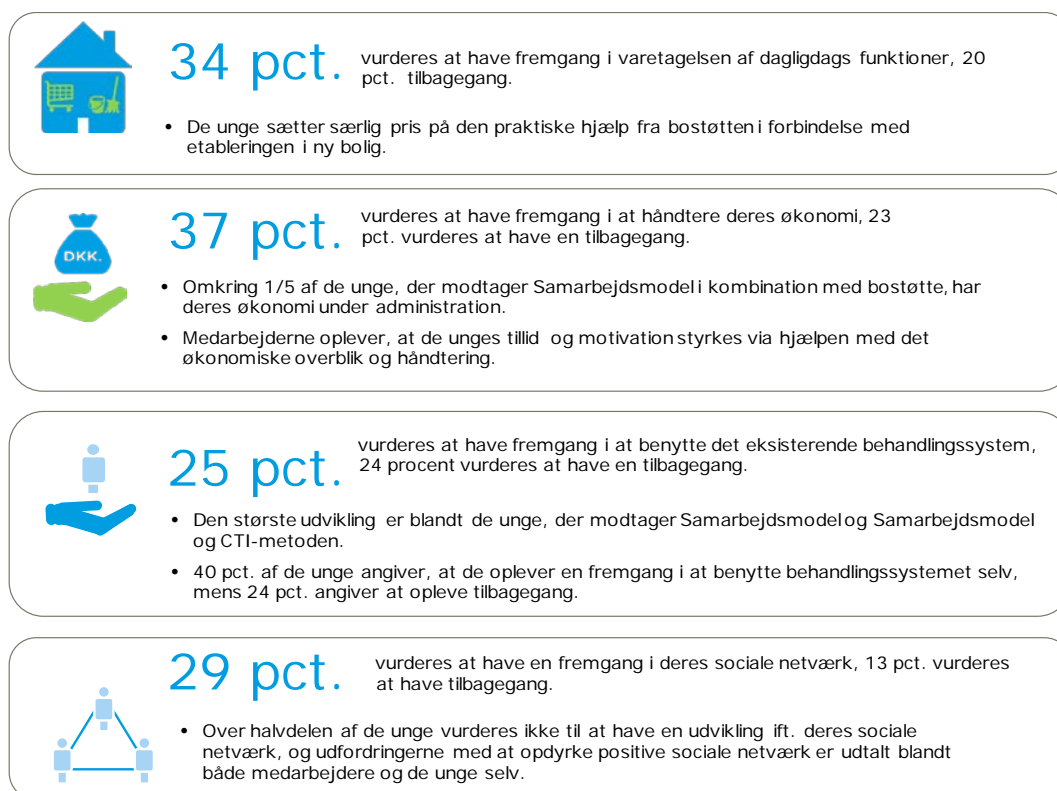 34 pct. vurderes at have fremgang i varetagelsen af dagligdags funktioner, 20
pct. tilbagegang.
• De unge sætter særlig pris på den praktiske hjælp fra bostøtten i forbindelse med
etableringen i ny bolig.
DKK.
37 pct. vurderes at have fremgang i at håndtere deres økonomi, 23
pct. vurderes at have en tilbagegang.
• Omkring 1/5 af de unge, der modtager Samarbejdsmodel i kombination med bostøtte, har
deres økonomi under administration.
• Medarbejderne oplever, at de unges tillid og motivation styrkes via hjælpen med det
økonomiske overblik og håndtering.
25 pct. vurderes at have fremgang i at benytte det eksisterende behandlingssystem,
24 procent vurderes at have en tilbagegang.
• Den største udvikling er blandt de unge, der modtager Samarbejdsmodel og Samarbejdsmodel
og CTI-metoden.
• 40 pct. af de unge angiver, at de oplever en fremgang i at benytte behandlingssystemet selv,
mens 24 pct. angiver at opleve tilbagegang.
29 pct. vurderes at have en fremgang i deres sociale netværk, 13 pct. vurderes
at have tilbagegang.
• Over halvdelen af de unge vurderes ikke til at have en udvikling ift. deres sociale
netværk, og udfordringerne med at opdyrke positive sociale netværk er udtalt blandt
både medarbejdere og de unge selv.